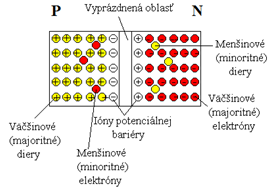 P
Vyprázdnená oblasť
N
Menšinové
(minoritné)
diery
Väčšinové
(majoritné)
diery
Ióny potenciálnej
bariéry
Väčšinové
(majoritné)
elektróny
Menšinové
(minoritné)
elektróny